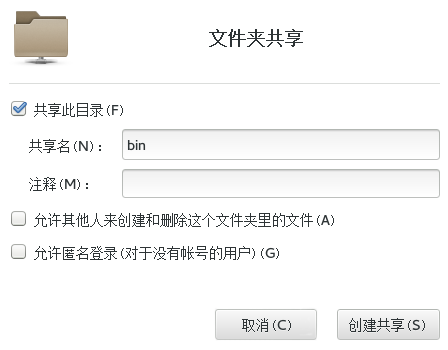 文件夹共享
共享此目录(F)
共享名(N)： bin
注释(M)：
允许其他人来创建和删除这个文件夹里的文件(A)
允许匿名登录(对于没有帐号的用户)(G)
取消(C) 创建共享(S)